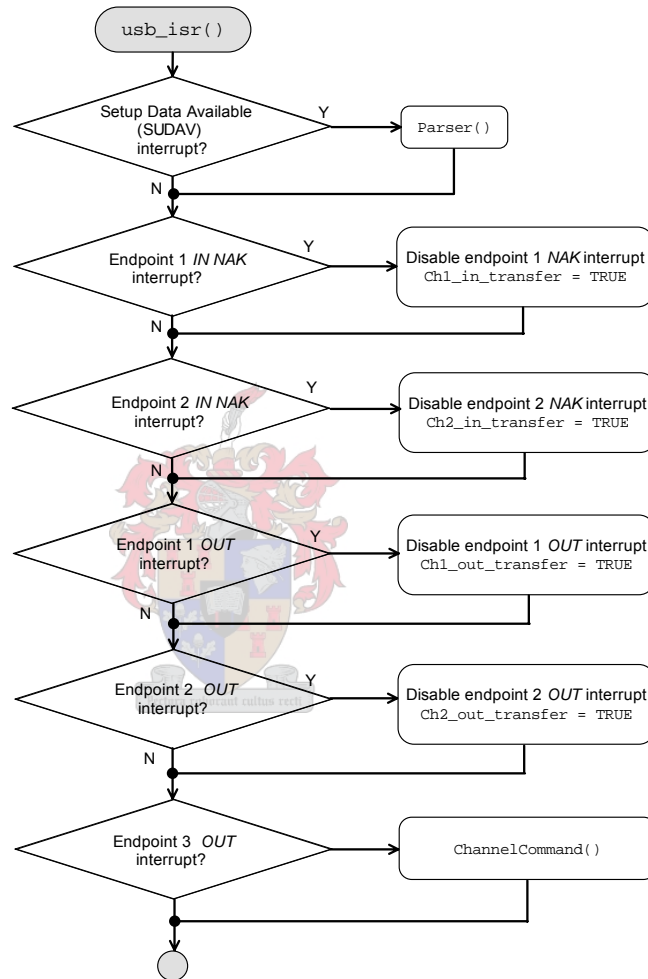 usb_isr()
Setup Data Available
(SUDAV)
interrupt?
Y
Parser()
N
Endpoint 1 IN NAK
interrupt?
Y
Disable endpoint 1 NAK interrupt
Ch1_in_transfer = TRUE
N
Endpoint 2 IN NAK
interrupt?
Y
Disable endpoint 2 NAK interrupt
Ch2_in_transfer = TRUE
N
Endpoint 1 OUT
interrupt?
Y
Disable endpoint 1 OUT interrupt
Ch1_out_transfer = TRUE
N
Endpoint 2 OUT
interrupt?
Y
Disable endpoint 2 OUT interrupt
Ch2_out_transfer = TRUE
cultus recti
N
Endpoint 3 OUT
interrupt?
ChannelCommand()